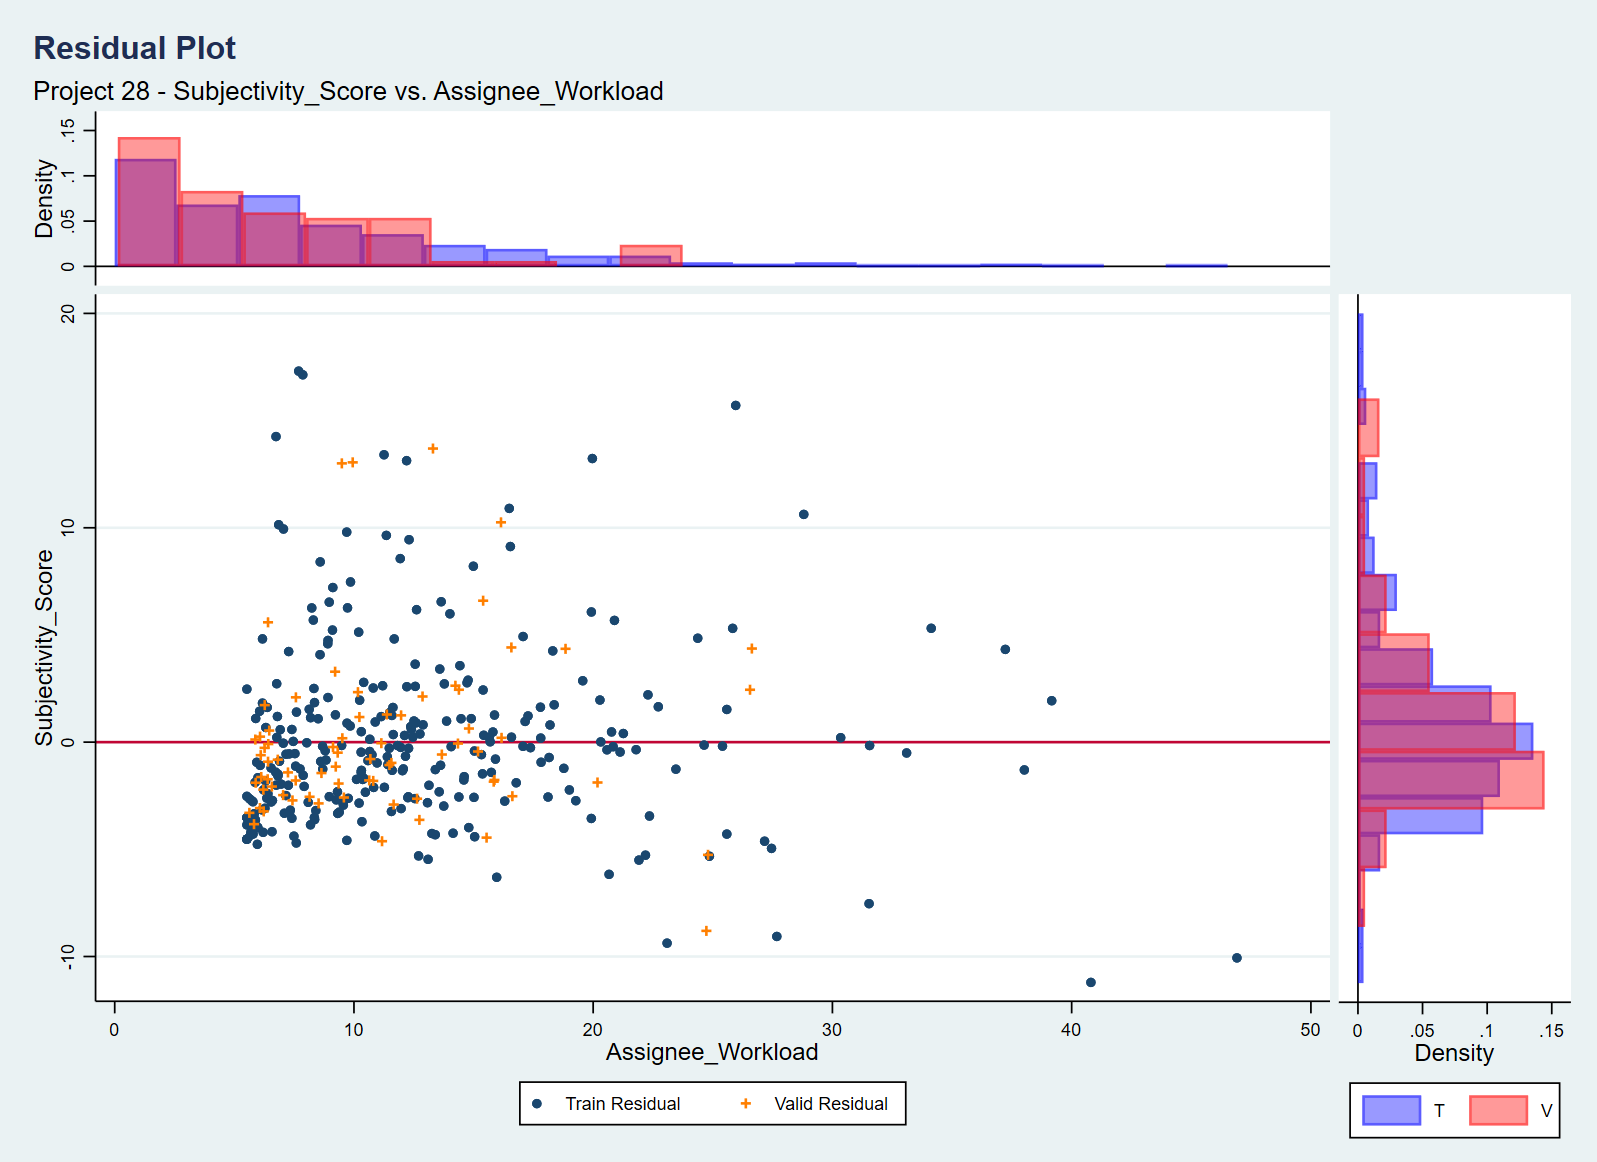 Residual Plot
Project 28 - Subjectivity_Score vs. Assignee_Workload
Density
0 .05 .1 .15
Subjectivity_Score
-10 0 10 20
0 10 20 30 40 50
Assignee_Workload
0 .05 .1 .15
Density
Train Residual Valid Residual
T V